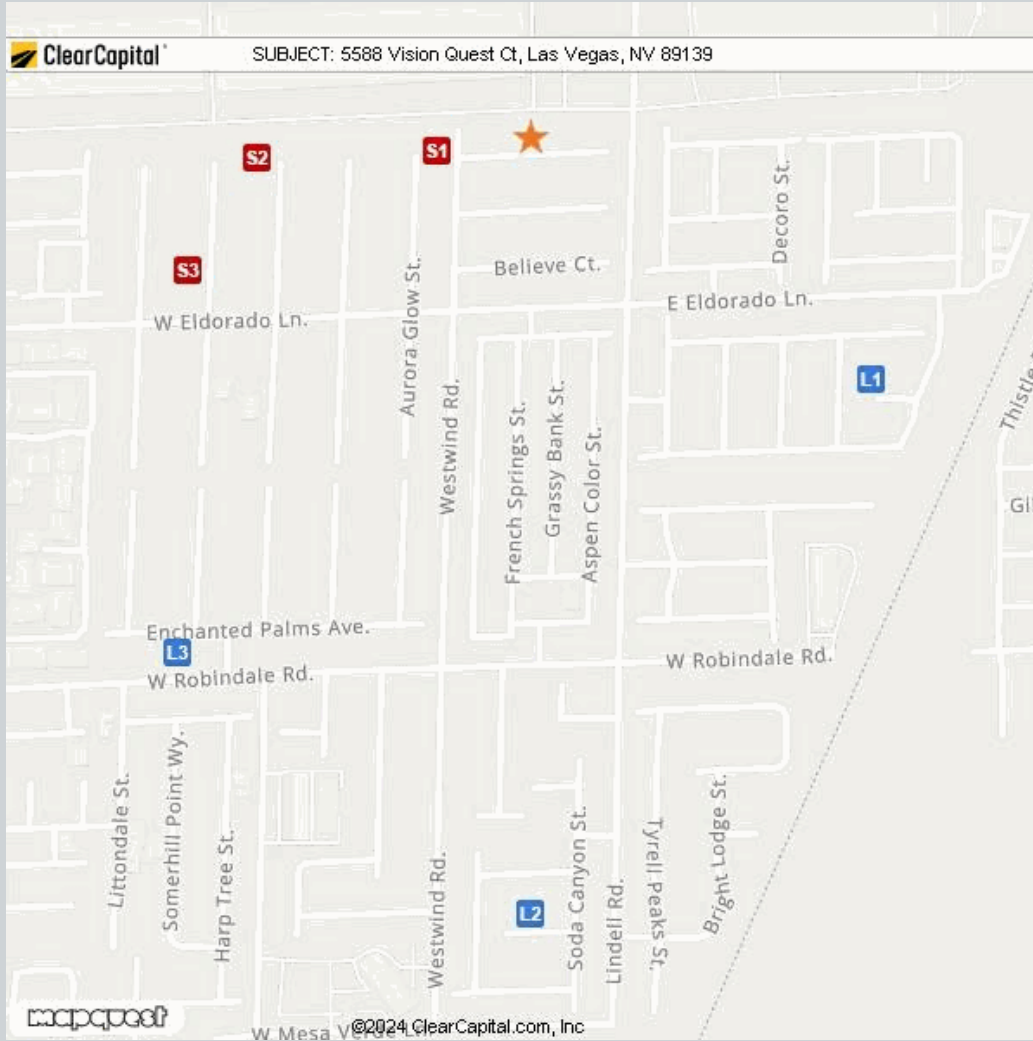 ClearCapital
SUBJECT: 5588 Vision Quest Ct, Las Vegas, NV 89139
S1
S2
Decoro St.
S3
Believe Ct.
Aurora Glow St.
E Eldorado Ln.
W Eldorado Ln.
L1
Thistle
Westwind Rd.
French Springs St.
Grassy Bank St.
Aspen Color St.
Gil
Enchanted Palms Ave.
L3
W Robindale Rd.
W Robindale Rd.
Littondale St.
Somerhill Point Wy.
Harp Tree St.
Westwind Rd.
L2
Soda Canyon St.
Lindell Rd.
Tyrell Peaks St.
Bright Lodge St.
mapquest
©2024 ClearCapital.com, Inc
W Mesa